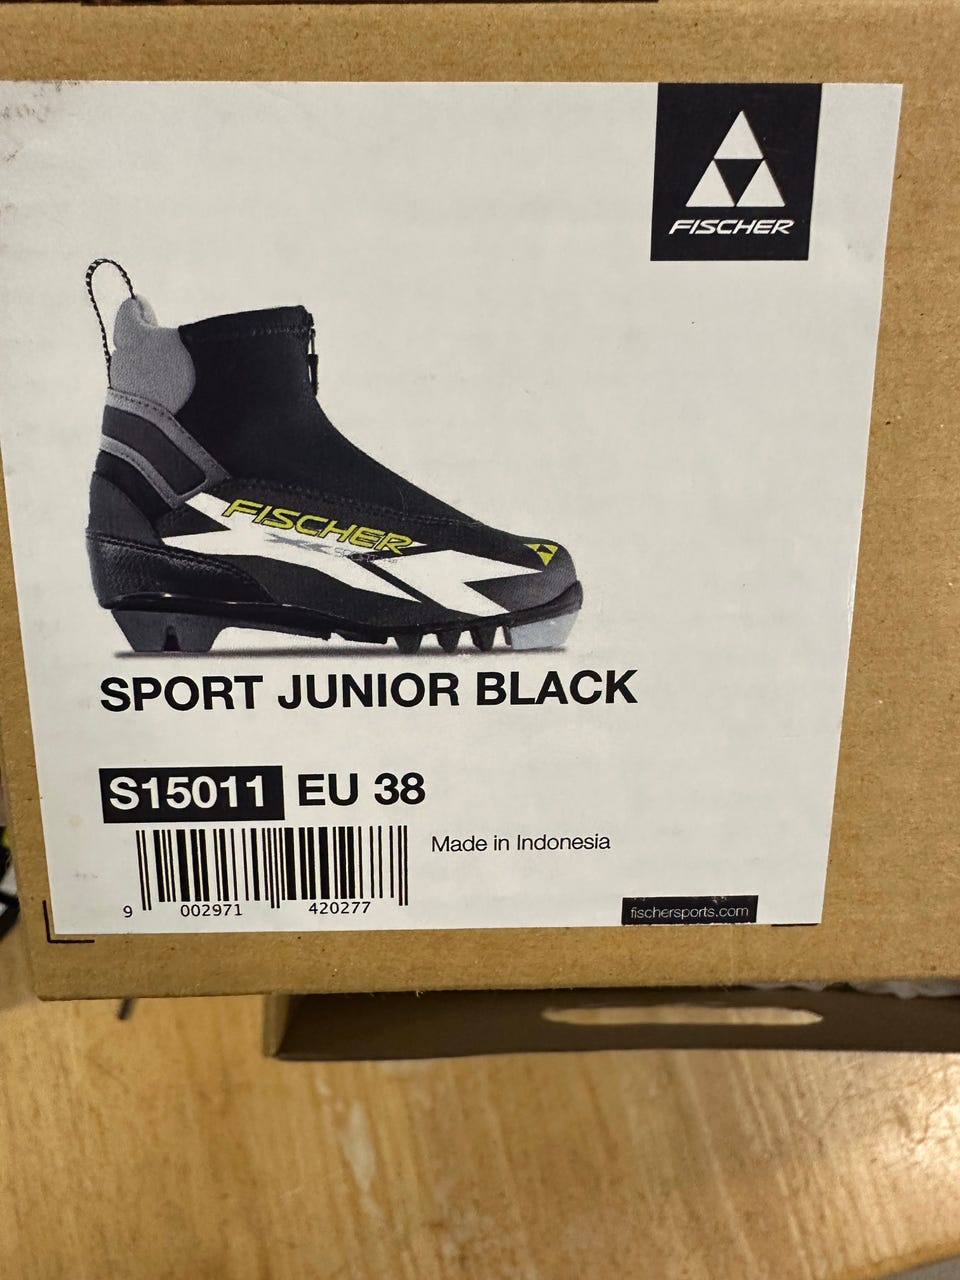 FISCHER
FISCHER
SPORT JUNIOR BLACK
S15011 EU 38
Made in Indonesia
9 002971 420277
fischersports.com